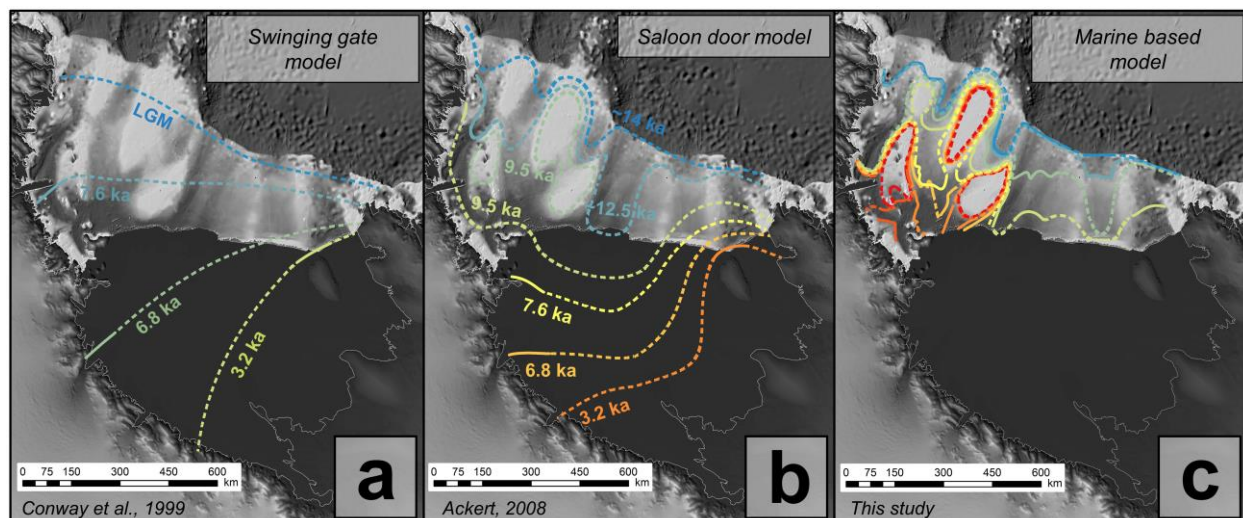 Swinging gate
model
LGM
7.6 ka
6.8 ka
3.2 ka
0 75 150 300 450 600
km
Conway et al., 1999
a
Saloon door model
~14 ka
9.5 ka
~12.5 ka
9.5 ka
7.6 ka
6.8 ka
3.2 ka
0 75 150 300 450 600
km
Ackert, 2008
b
Marine based
model
0 75 150 300 450 600
km
This study
c